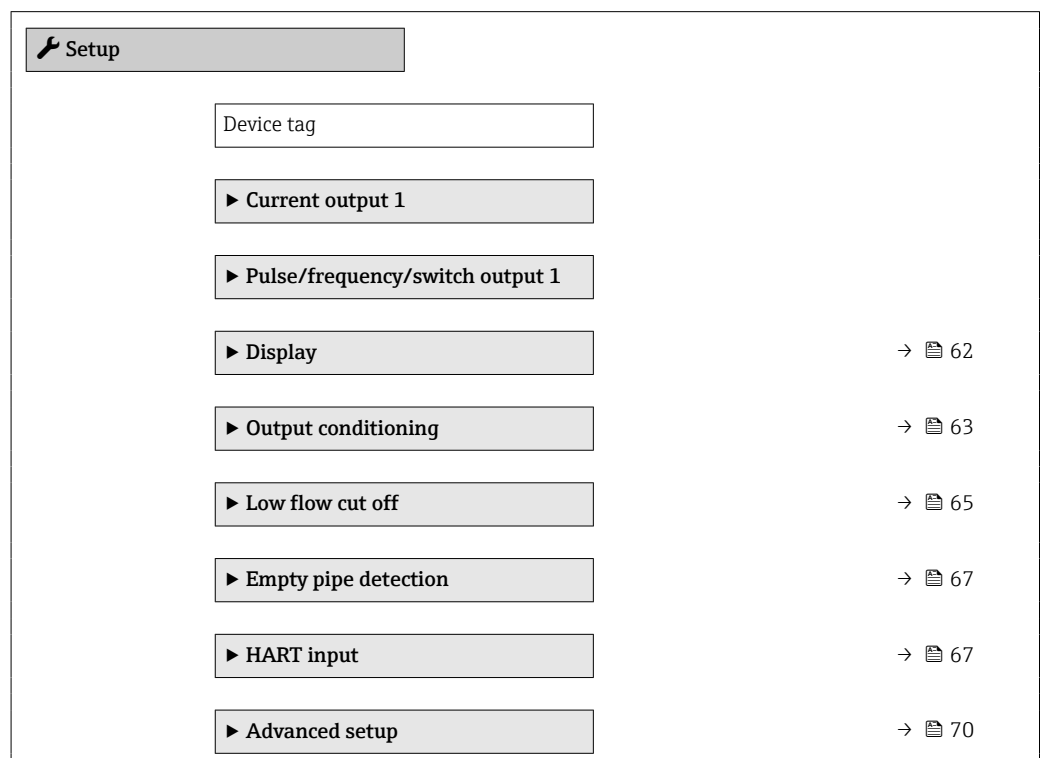 Setup
Device tag
▶ Current output 1
▶ Pulse/frequency/switch output 1
▶ Display → 62
▶ Output conditioning → 63
▶ Low flow cut off → 65
▶ Empty pipe detection → 67
▶ HART input → 67
▶ Advanced setup → 70